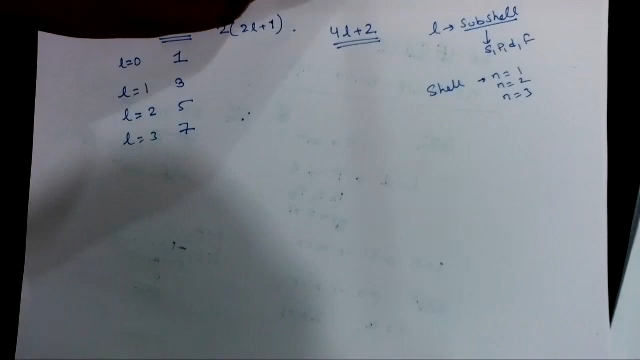 2(2l+1). 4l+2
l → Subshell
↓
s, p, d, F
l=0 1
l=1 3
l=2 5
l=3 7
Shell → n=1
n=2
n=3